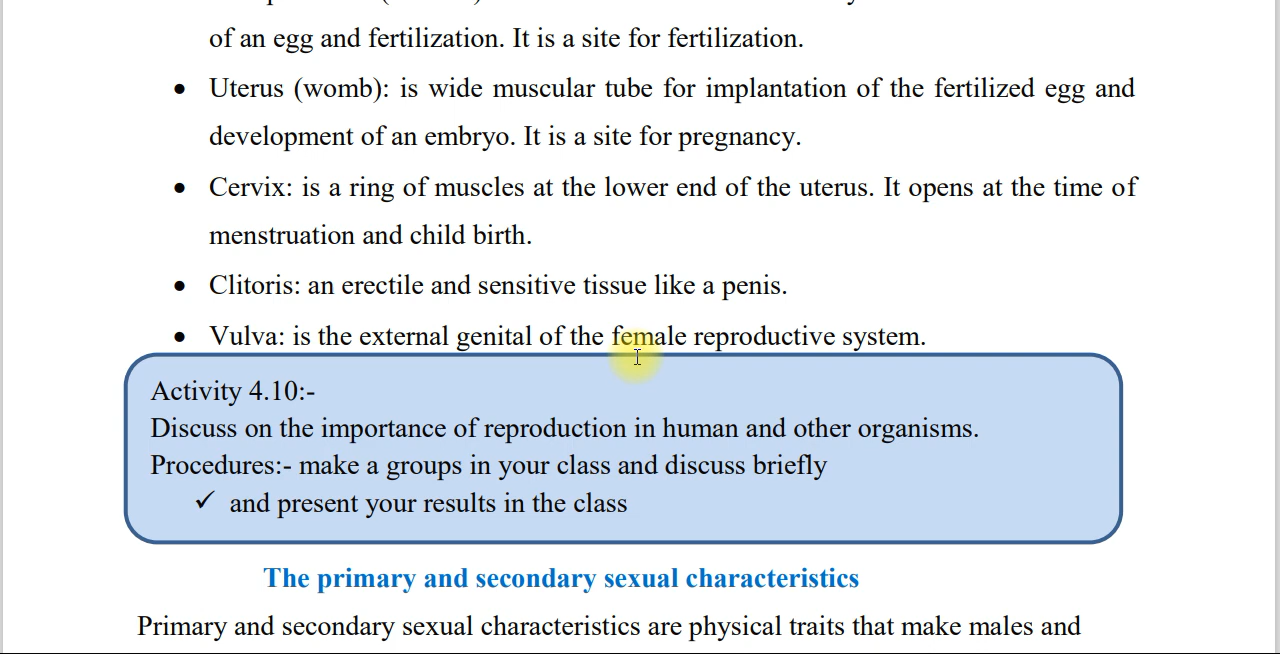 of an egg and fertilization. It is a site for fertilization.
• Uterus (womb): is wide muscular tube for implantation of the fertilized egg and
development of an embryo. It is a site for pregnancy.
• Cervix: is a ring of muscles at the lower end of the uterus. It opens at the time of
menstruation and child birth.
• Clitoris: an erectile and sensitive tissue like a penis.
• Vulva: is the external genital of the female reproductive system.
Activity 4.10:-
Discuss on the importance of reproduction in human and other organisms.
Procedures:- make a groups in your class and discuss briefly
✓ and present your results in the class
The primary and secondary sexual characteristics
Primary and secondary sexual characteristics are physical traits that make males and